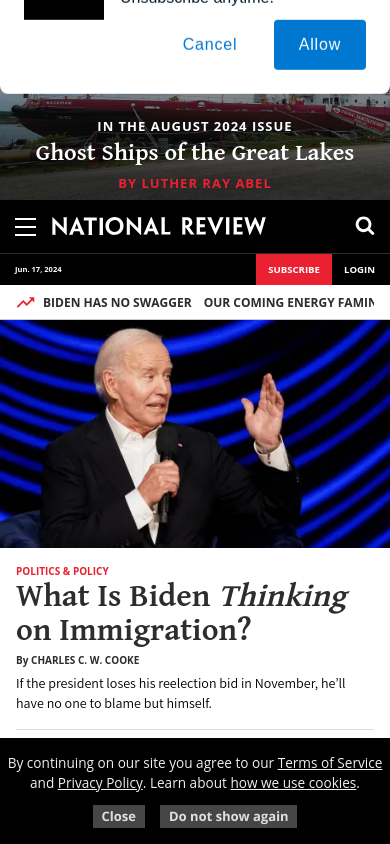 Unsubscribe anytime.
Cancel
Allow
IN THE AUGUST 2024 ISSUE
Ghost Ships of the Great Lakes
BY LUTHER RAY ABEL
NATIONAL REVIEW
Jun. 17, 2024
SUBSCRIBE
LOGIN
BIDEN HAS NO SWAGGER OUR COMING ENERGY FAMIN
POLITICS & POLICY
What Is Biden Thinking
on Immigration?
By CHARLES C. W. COOKE
If the president loses his reelection bid in November, he’ll
have no one to blame but himself.
By continuing on our site you agree to our Terms of Service
and Privacy Policy. Learn about how we use cookies.
Close
Do not show again